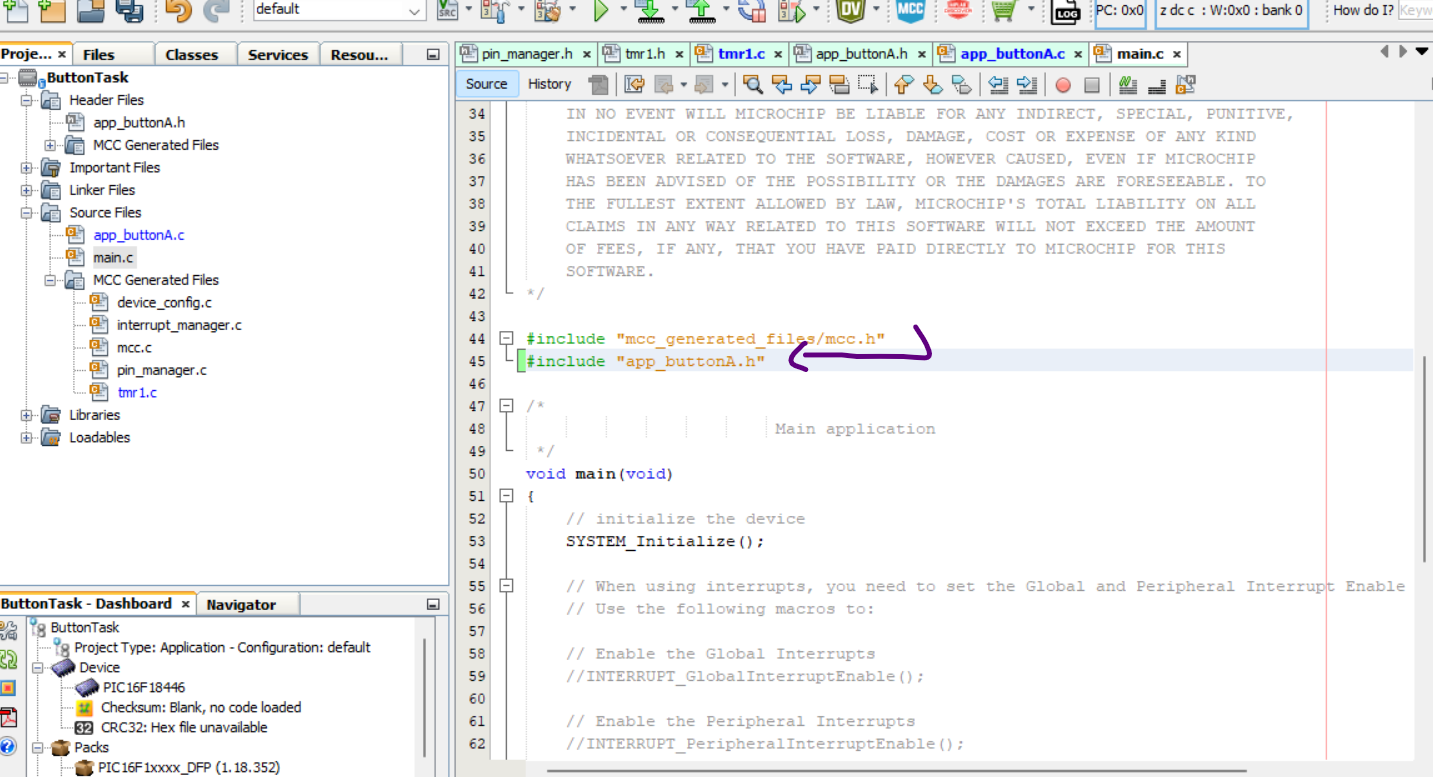 default
SRC
DV
MCC
LOG
PC: 0x0
z dc c : W:0x0 : bank 0
How do I?
Keyw
Proje... × Files Classes Services Resou...
ButtonTask
Header Files
app_buttonA.h
MCC Generated Files
Important Files
Linker Files
Source Files
app_buttonA.c
main.c
MCC Generated Files
device_config.c
interrupt_manager.c
mcc.c
pin_manager.c
tmr1.c
Libraries
Loadables
ButtonTask - Dashboard × Navigator
ButtonTask
Project Type: Application - Configuration: default
Device
PIC16F18446
Checksum: Blank, no code loaded
32 CRC32: Hex file unavailable
Packs
PIC16F1xxxx_DFP (1.18.352)
pin_manager.h × tmr1.h × tmr1.c × app_buttonA.h × app_buttonA.c × main.c ×
Source History
34 IN NO EVENT WILL MICROCHIP BE LIABLE FOR ANY INDIRECT, SPECIAL, PUNITIVE,
35 INCIDENTAL OR CONSEQUENTIAL LOSS, DAMAGE, COST OR EXPENSE OF ANY KIND
36 WHATSOEVER RELATED TO THE SOFTWARE, HOWEVER CAUSED, EVEN IF MICROCHIP
37 HAS BEEN ADVISED OF THE POSSIBILITY OR THE DAMAGES ARE FORESEEABLE. TO
38 THE FULLEST EXTENT ALLOWED BY LAW, MICROCHIP'S TOTAL LIABILITY ON ALL
39 CLAIMS IN ANY WAY RELATED TO THIS SOFTWARE WILL NOT EXCEED THE AMOUNT
40 OF FEES, IF ANY, THAT YOU HAVE PAID DIRECTLY TO MICROCHIP FOR THIS
41 SOFTWARE.
42 */
43
44 #include "mcc_generated_files/mcc.h"
45 #include "app_buttonA.h"
46
47 /*
48 Main application
49 */
50 void main(void)
51 {
52 // initialize the device
53 SYSTEM_Initialize();
54
55 // When using interrupts, you need to set the Global and Peripheral Interrupt Enable
56 // Use the following macros to:
57
58 // Enable the Global Interrupts
59 //INTERRUPT_GlobalInterruptEnable();
60
61 // Enable the Peripheral Interrupts
62 //INTERRUPT_PeripheralInterruptEnable();